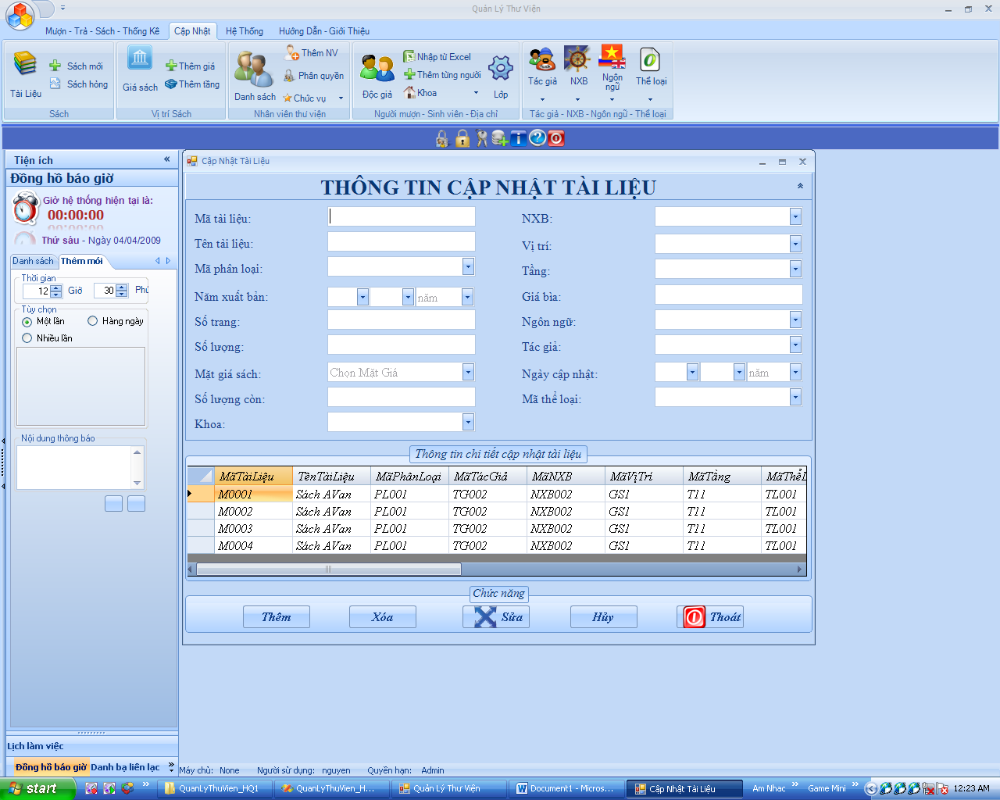 Quản Lý Thư Viện
Mượn - Trả - Sách - Thống Kê Cập Nhật Hệ Thống Hướng Dẫn - Giới Thiệu
Tài Liệu
Sách mới
Sách hỏng
Sách
Giá sách
Thêm giá
Thêm tầng
Vị trí Sách
Danh sách
Thêm NV
Phân quyền
Chức vụ
Nhân viên thư viện
Độc giả
Nhập từ Excel
Thêm từng người
Khoa
Lớp
Người mượn - Sinh viên - Địa chỉ
Tác giả NXB Ngôn ngữ Thể loại
Tác giả - NXB - Ngôn ngữ - Thể loại
Tiện ích «
Đồng hồ báo giờ
Giờ hệ thống hiện tại là:
00:00:00
Thứ sáu - Ngày 04/04/2009
Danh sách Thêm mới
Thời gian
12 Giờ 30 Phú
Tùy chọn
Một lần Hàng ngày
Nhiều lần
Nội dung thông báo
Lịch làm việc
Đồng hồ báo giờ Danh bạ liên lạc »
Cập Nhật Tài Liệu
THÔNG TIN CẬP NHẬT TÀI LIỆU
Mã tài liệu: NXB:
Tên tài liệu: Vị trí:
Mã phân loại: Tầng:
Năm xuất bản: năm Giá bìa:
Số trang: Ngôn ngữ:
Số lượng: Tác giả:
Mặt giá sách: Chọn Mặt Giá Ngày cập nhật: năm
Số lượng còn: Mã thể loại:
Khoa:
Thông tin chi tiết cập nhật tài liệu
MãTàiLiệu TênTàiLiệu MãPhânLoại MãTácGiả MãNXB MãVịTrí MãTầng MãThểL
M0001 Sách AVan PL001 TG002 NXB002 GS1 T11 TL001
M0002 Sách AVan PL001 TG002 NXB002 GS1 T11 TL001
M0003 Sách AVan PL001 TG002 NXB002 GS1 T11 TL001
M0004 Sách AVan PL001 TG002 NXB002 GS1 T11 TL001
Chức năng
Thêm Xóa Sửa Hủy Thoát
Máy chủ: None Người sử dụng: nguyen Quyền hạn: Admin
start » QuanLyThuVien_HQ1 QuanLyThuVien_H... Quản Lý Thư Viện Document1 - Micros... Cập Nhật Tài Liệu Am Nhac » Game Mini » 12:23 AM